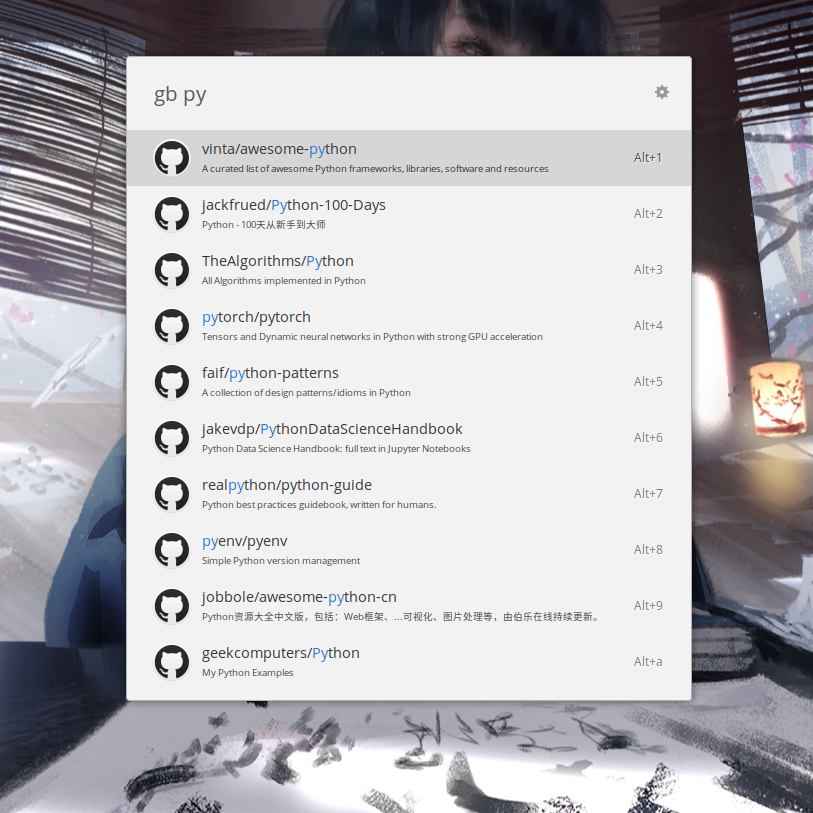 gb py
vinta/awesome-python
Alt+1
A curated list of awesome Python frameworks, libraries, software and resources
jackfrued/Python-100-Days
Alt+2
Python - 100天从新手到大师
TheAlgorithms/Python
Alt+3
All Algorithms implemented in Python
pytorch/pytorch
Alt+4
Tensors and Dynamic neural networks in Python with strong GPU acceleration
faif/python-patterns
Alt+5
A collection of design patterns/idioms in Python
jakevdp/PythonDataScienceHandbook
Alt+6
Python Data Science Handbook: full text in Jupyter Notebooks
realpython/python-guide
Alt+7
Python best practices guidebook, written for humans.
pyenv/pyenv
Alt+8
Simple Python version management
jobbole/awesome-python-cn
Alt+9
Python资源大全中文版，包括：Web框架、...可视化、图片处理等，由伯乐在线持续更新。
geekcomputers/Python
Alt+a
My Python Examples